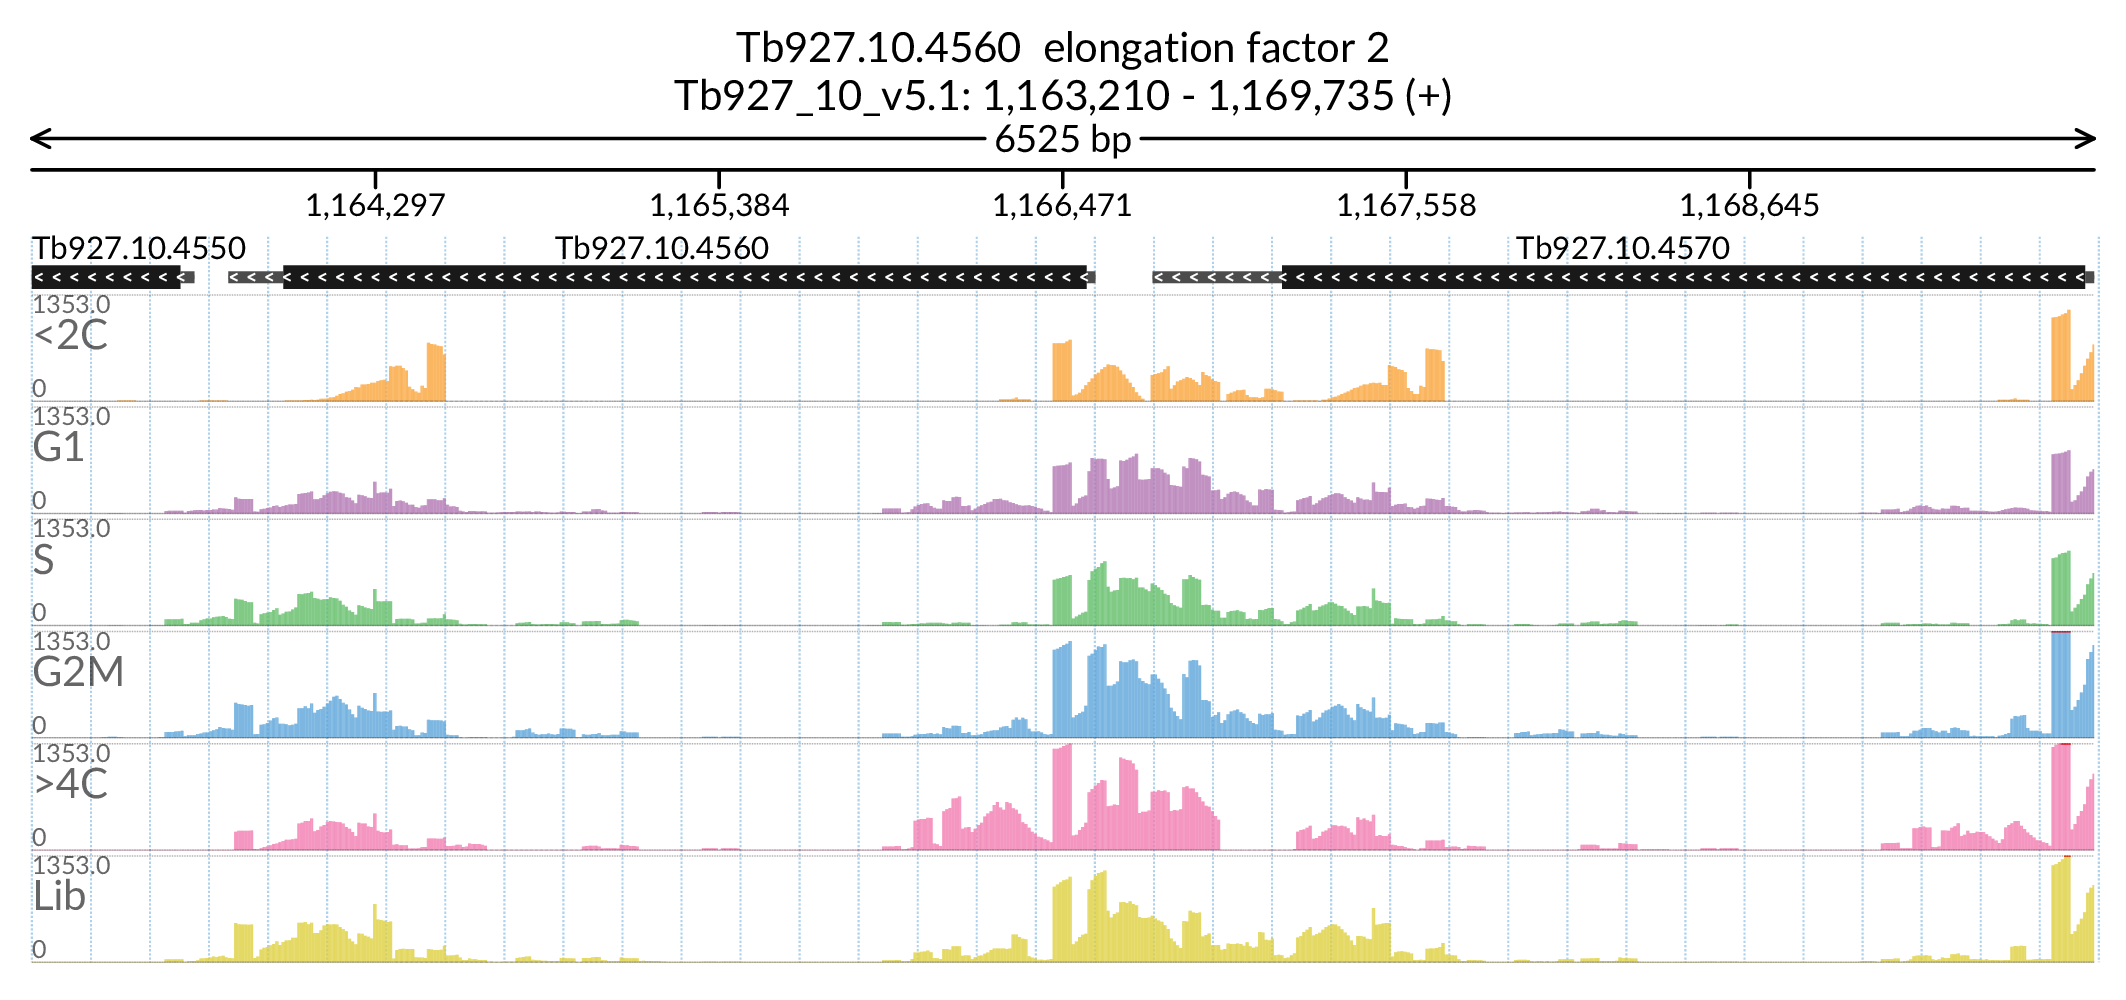 Tb927.10.4560  elongation factor 2
Tb927_10_v5.1: 1,163,210 - 1,169,735 (+)
6525 bp
1,164,297 1,165,384 1,166,471 1,167,558 1,168,645
Tb927.10.4550 Tb927.10.4560 Tb927.10.4570
1353.0
<2C
0
1353.0
G1
0
1353.0
S
0
1353.0
G2M
0
1353.0
>4C
0
1353.0
Lib
0